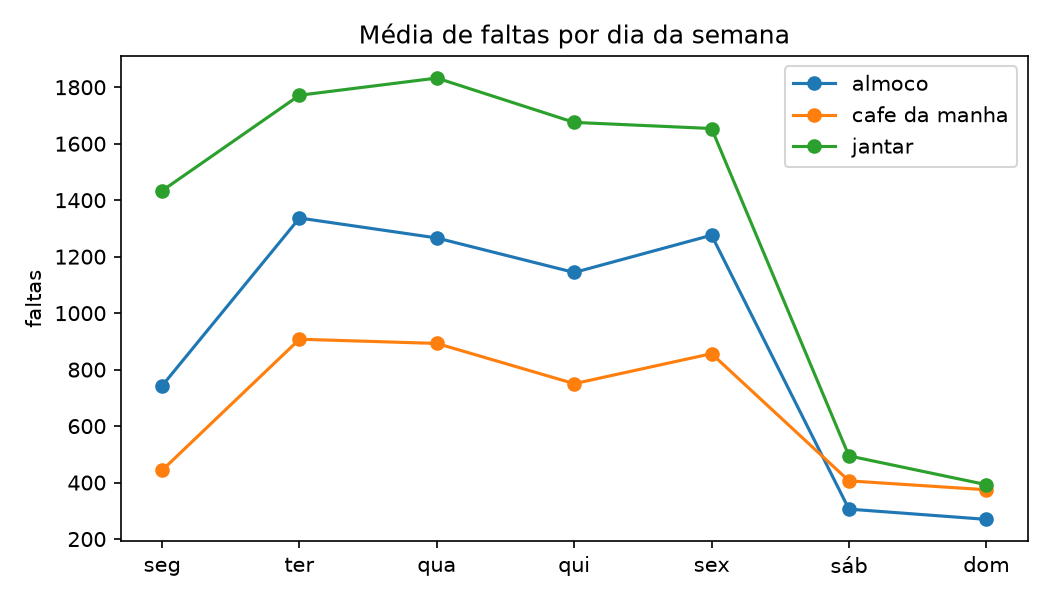 Média de faltas por dia da semana
almoco
cafe da manha
jantar
faltas
1800
1600
1400
1200
1000
800
600
400
200
seg ter qua qui sex sáb dom